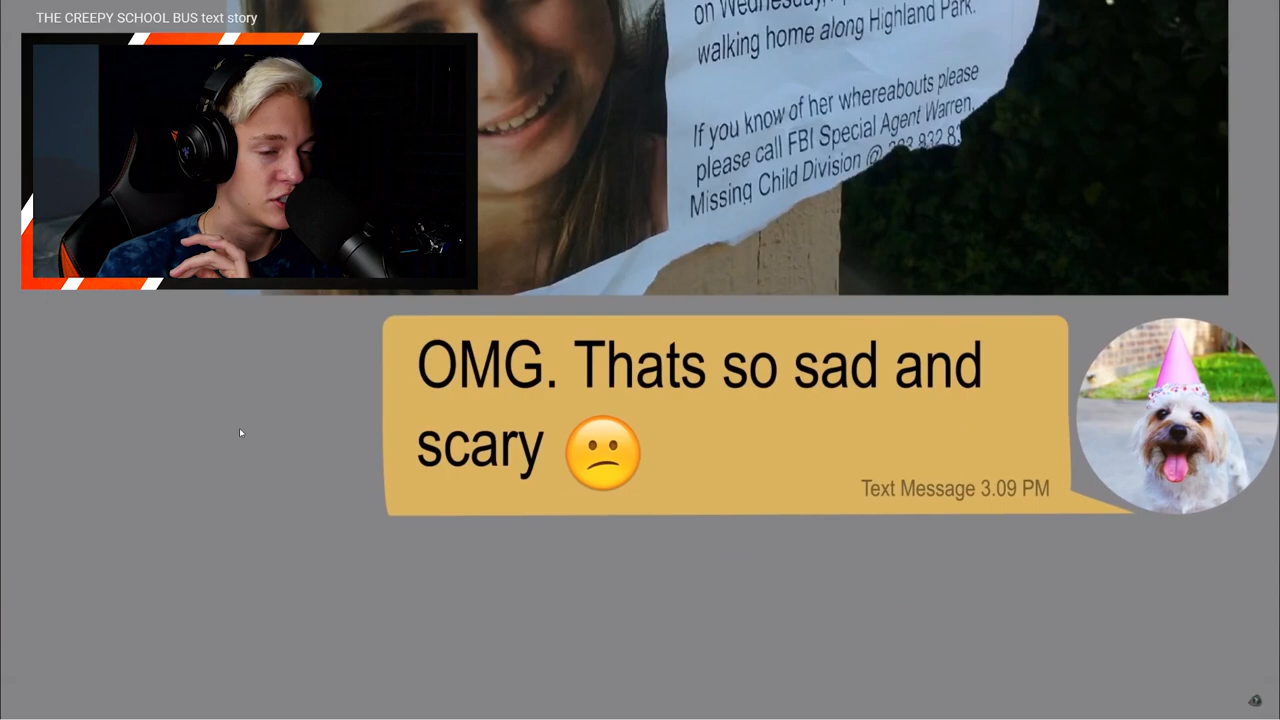 THE CREEPY SCHOOL BUS text story
on Wednesday,
walking home along Highland Park.
If you know of her whereabouts please
please call FBI Special Agent Warren,
Missing Child Division @
OMG. Thats so sad and
scary 😕
Text Message 3.09 PM